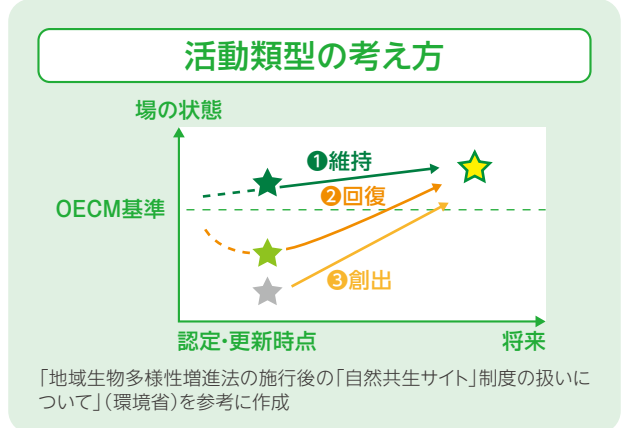 活動類型の考え方
場の状態
❶維持
❷回復
OECM基準
❸創出
認定・更新時点
将来
「地域生物多様性増進法の施行後の「自然共生サイト」制度の扱いに
ついて」（環境省）を参考に作成